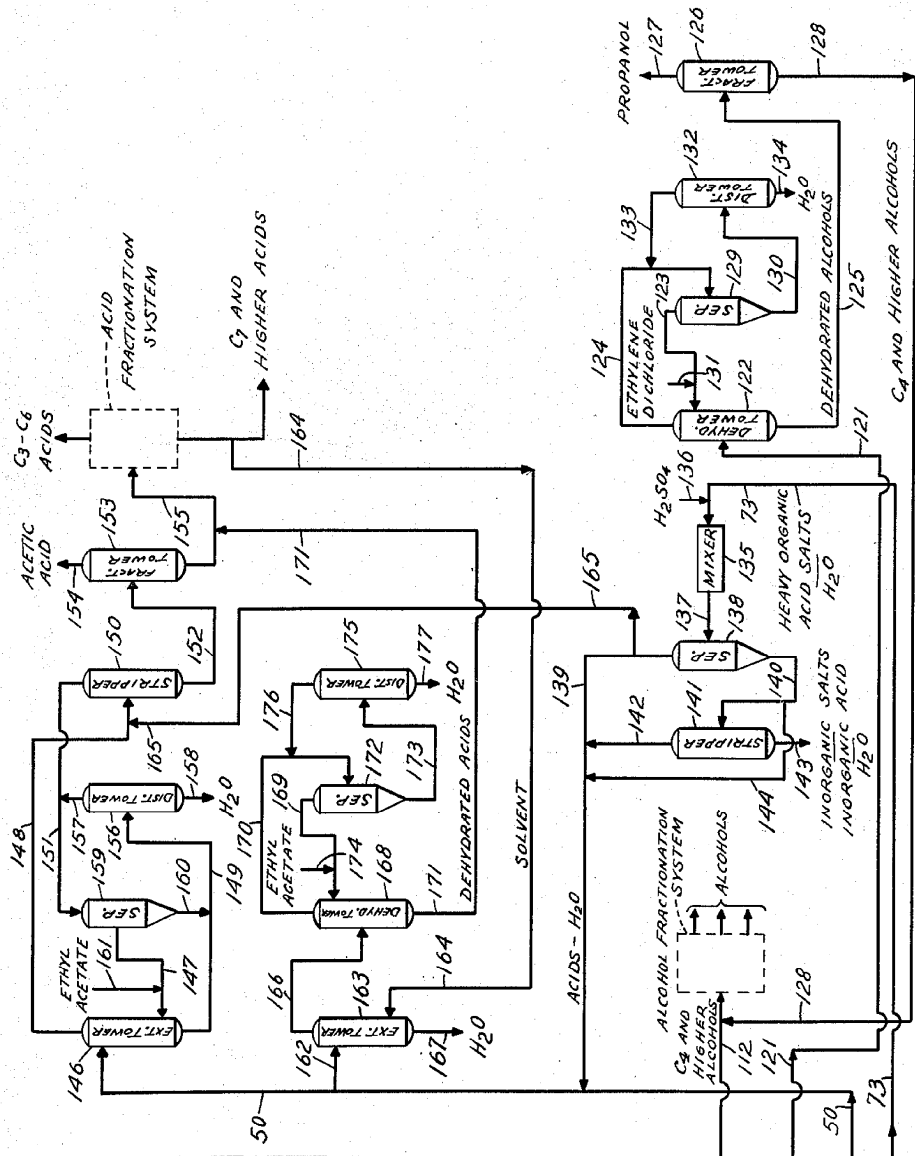 PROPANOL
127
FRACT. TOWER
126
128
132
133
DIST. TOWER
134
H2O
124
ETHYLENE DICHLORIDE
123
SEP.
129
130
131
DEHYD. TOWER
122
DEHYDRATED ALCOHOLS
125
C4 AND HIGHER ALCOHOLS
121
H2SO4
136
73
MIXER
135
HEAVY ORGANIC
ACID SALTS
H2O
137
138
SEP.
165
139
140
141
142
STRIPPER
143
144
INORGANIC SALTS
INORGANIC ACID
H2O
ACIDS-H2O
ALCOHOL FRACTIONATION
SYSTEM
ALCOHOLS
C4 AND
HIGHER
ALCOHOLS
112
128
121
50
73
ACID
FRACTIONATION
SYSTEM
C3-C6
ACIDS
C7 AND
HIGHER ACIDS
164
ACETIC
ACID
154
153
FRACT. TOWER
155
171
150
STRIPPER
152
151
148
165
157
156
DIST. TOWER
158
H2O
159
SEP.
160
149
ETHYL
ACETATE
161
147
146
EXT. TOWER
50
175
DIST. TOWER
176
177
H2O
172
SEP.
173
169
170
ETHYL
ACETATE
174
168
DEHYD. TOWER
171
DEHYDRATED ACIDS
SOLVENT
166
163
164
EXT. TOWER
162
167
H2O